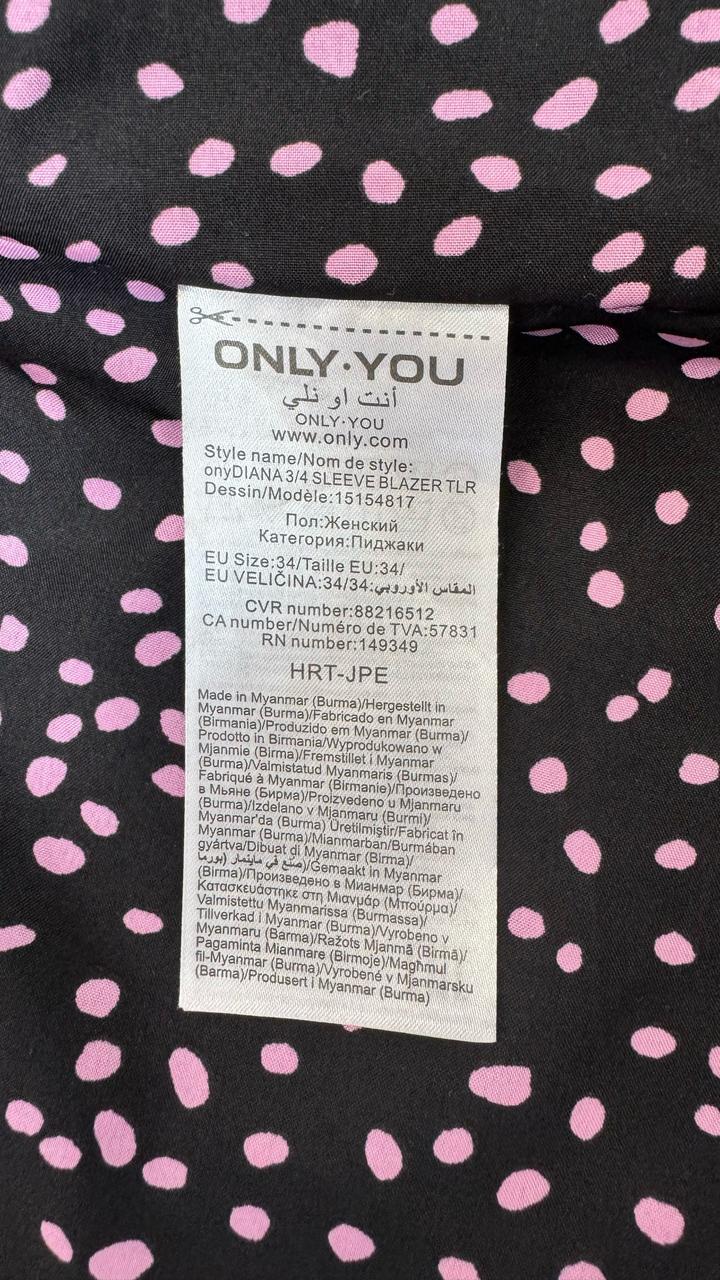 ONLY·YOU
أنت او نلي
ONLY·YOU
www.only.com
Style name/Nom de style:
onyDIANA 3/4 SLEEVE BLAZER TLR
Dessin/Modèle:15154817
Пол:Женский
Категория:Пиджаки
EU Size:34/Taille EU:34/
EU VELIČINA:34/34:المقاس الأوروبي
CVR number:88216512
CA number/Numéro de TVA:57831
RN number:149349
HRT-JPE
Made in Myanmar (Burma)/Hergestellt in
Myanmar (Burma)/Fabricado en Myanmar
(Birmania)/Produzido em Myanmar (Burma)/
Prodotto in Birmania/Wyprodukowano w
Mjanmie (Birma)/Fremstillet i Myanmar
(Burma)/Valmistatud Myanmaris (Burmas)/
Fabriqué à Myanmar (Birmanie)/Произведено
в Мьяне (Бирма)/Proizvedeno u Mjanmaru
(Burma)/Izdelano v Mjanmaru (Burmi)/
Myanmar'da (Burma) Üretilmiştir/Fabricat în
Myanmar (Burma)/Mianmarban/Burmában
gyártva/Dibuat di Myanmar (Birma)/
صنع في ماينمار (بورما)/Gemaakt in Myanmar
(Birma)/Произведено в Мианмар (Бирма)/
Κατασκευάστηκε στη Μιανμάρ (Μπούρμα)/
Valmistettu Myanmarissa (Burmassa)/
Tillverkad i Myanmar (Burma)/Vyrobeno v
Myanmaru (Barma)/Ražots Mjanmā (Birmā)/
Pagaminta Mianmare (Birmoje)/Magħmul
fil-Myanmar (Burma)/Vyrobené v Mjanmarsku
(Barma)/Produsert i Myanmar (Burma)